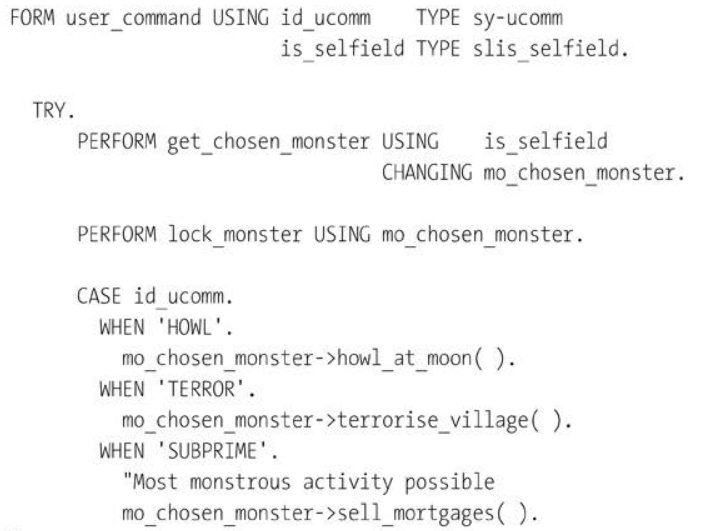 FORM user_command USING id_ucomm TYPE sy-ucomm
is_selfield TYPE slis_selfield.
TRY.
PERFORM get_chosen_monster USING is_selfield
CHANGING mo_chosen_monster.
PERFORM lock_monster USING mo_chosen_monster.
CASE id_ucomm.
WHEN 'HOWL'.
mo_chosen_monster->howl_at_moon( ).
WHEN 'TERROR'.
mo_chosen_monster->terrorise_village( ).
WHEN 'SUBPRIME'.
"Most monstrous activity possible
mo_chosen_monster->sell_mortgages( ).